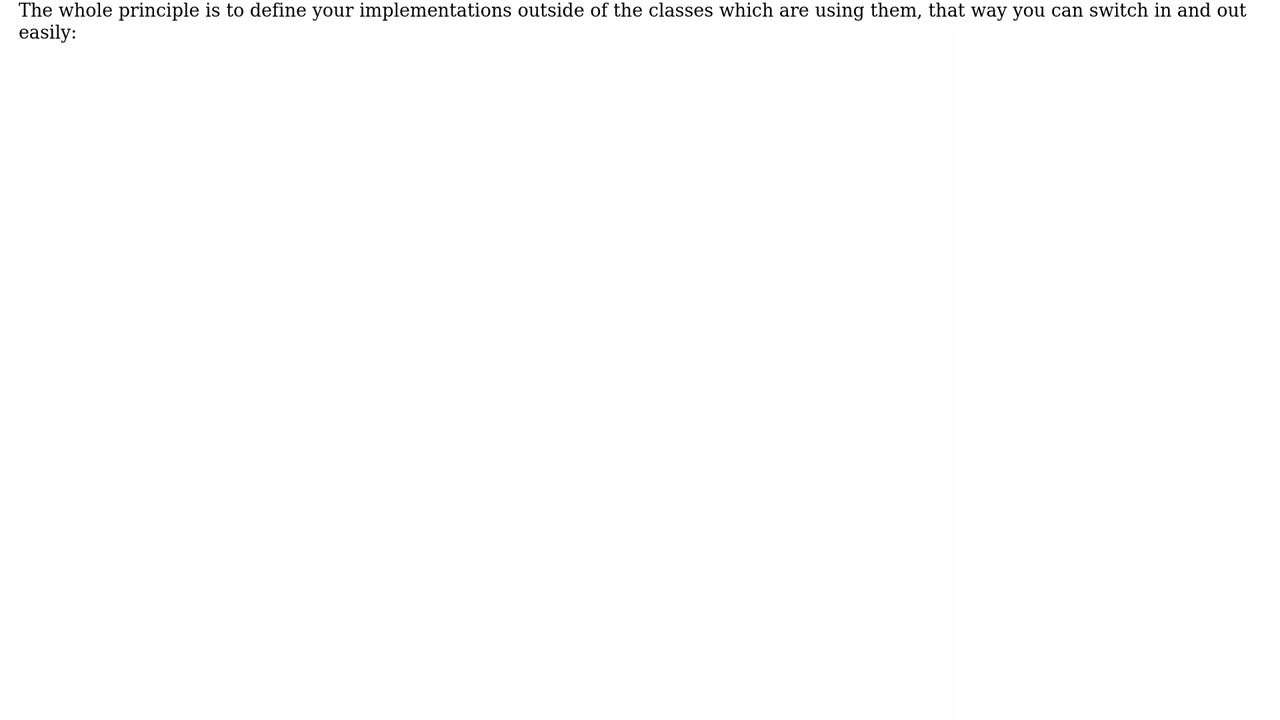 The whole principle is to define your implementations outside of the classes which are using them, that way you can switch in and out
easily: